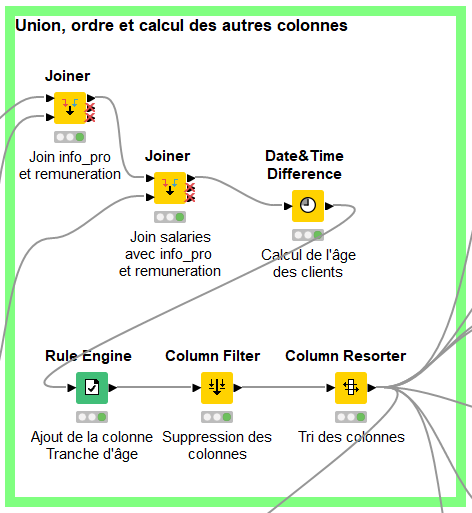 Union, ordre et calcul des autres colonnes
Joiner
Join info_pro
et remuneration
Joiner
Join salaries
avec info_pro
et remuneration
Date&Time
Difference
Calcul de l'âge
des clients
Rule Engine
Ajout de la colonne
Tranche d'âge
Column Filter
Suppression des
colonnes
Column Resorter
Tri des colonnes